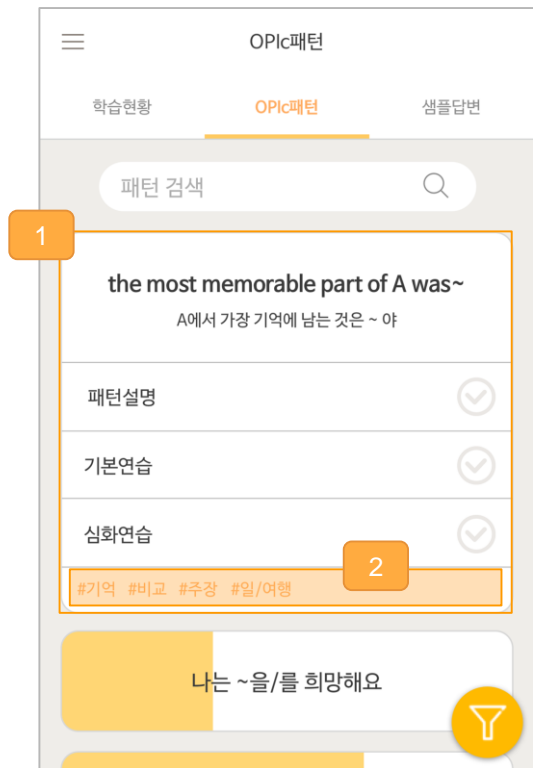 OPIc패턴
학습현황 OPIc패턴 샘플답변
패턴 검색
1
the most memorable part of A was~
A에서 가장 기억에 남는 것은 ~ 야
패턴설명
기본연습
심화연습
2
#기억 #비교 #주장 #일/여행
나는 ~을/를 희망해요